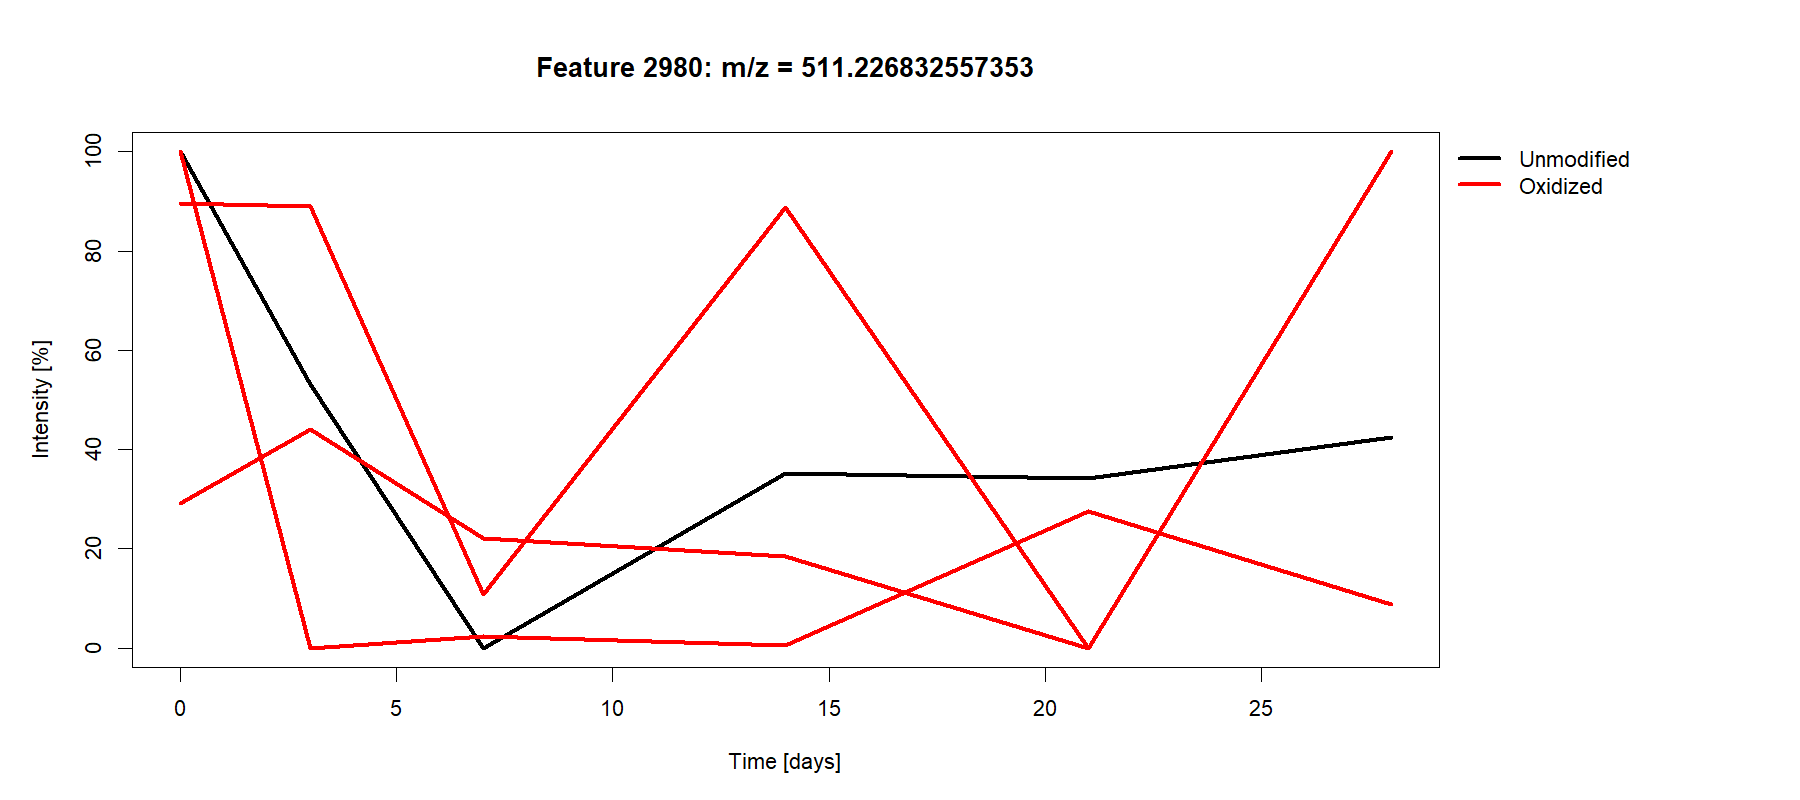 Feature 2980: m/z = 511.226832557353
Unmodified
Oxidized
Intensity [%]
100
80
60
40
20
0
0 5 10 15 20 25
Time [days]